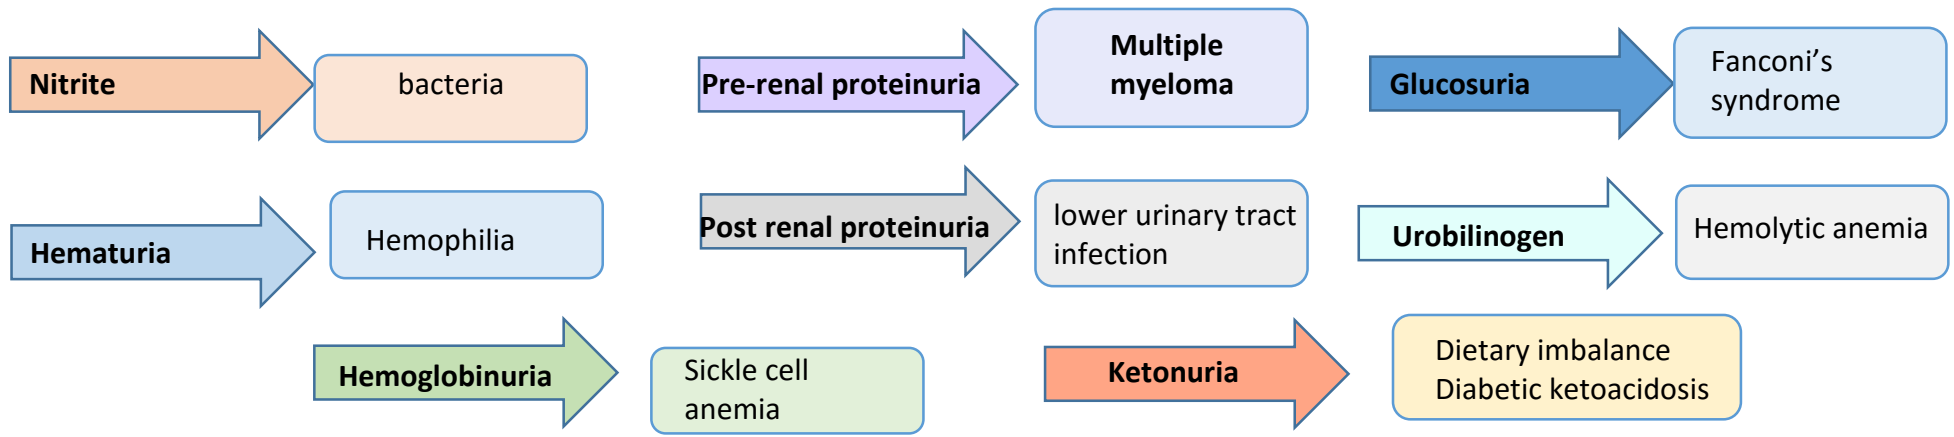 Nitrite
bacteria
Pre-renal proteinuria
Multiple
myeloma
Glucosuria
Fanconi’s
syndrome
Hematuria
Hemophilia
Post renal proteinuria
lower urinary tract
infection
Urobilinogen
Hemolytic anemia
Hemoglobinuria
Sickle cell
anemia
Ketonuria
Dietary imbalance
Diabetic ketoacidosis